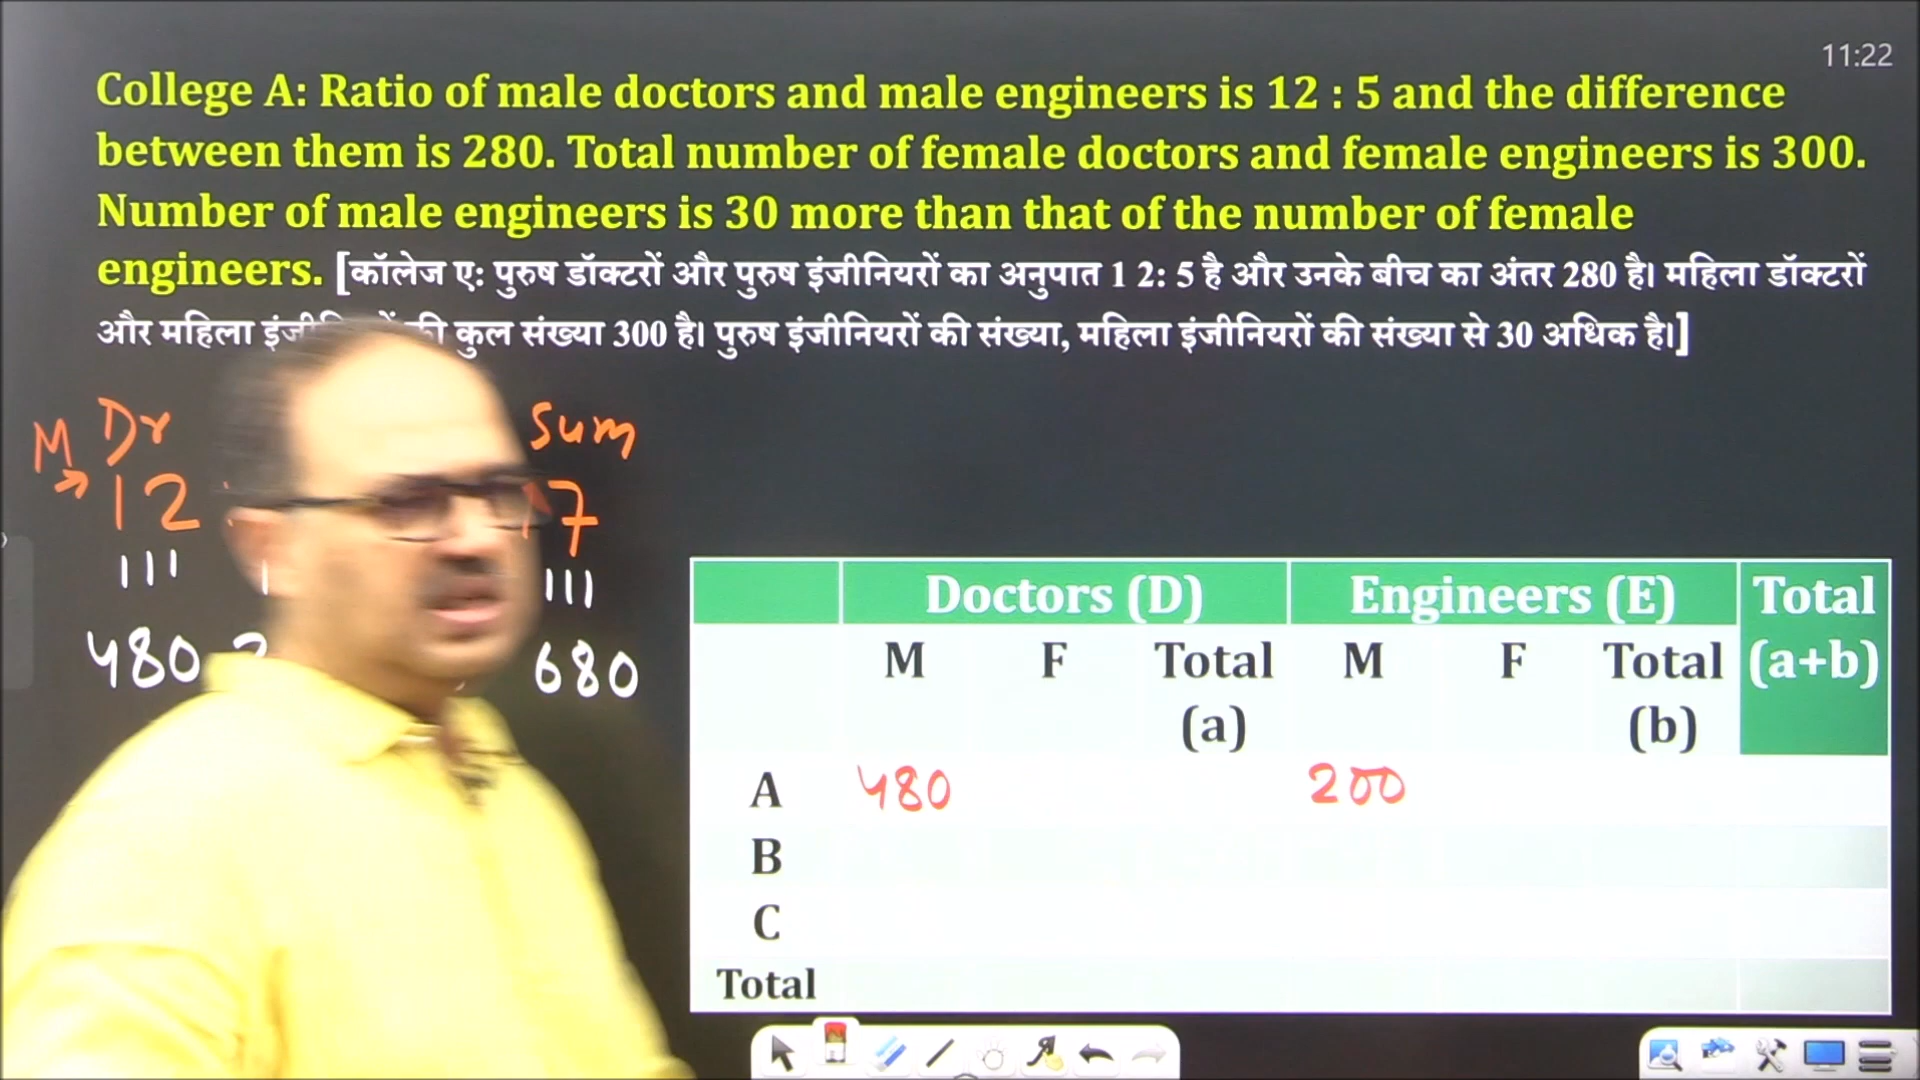 11:22
College A: Ratio of male doctors and male engineers is 12 : 5 and the difference
between them is 280. Total number of female doctors and female engineers is 300.
Number of male engineers is 30 more than that of the number of female
engineers. [कॉलेज ए: पुरुष डॉक्टरों और पुरुष इंजीनियरों का अनुपात 1 2: 5 है और उनके बीच का अंतर 280 है। महिला डॉक्टरों
और महिला कुल संख्या 300 है। पुरुष इंजीनियरों की संख्या, महिला इंजीनियरों की संख्या से 30 अधिक है।]
M Dr Sum
12 : 17
480 680
Doctors (D) Engineers (E) Total
M F Total M F Total (a+b)
(a) (b)
A 480 200
B
C
Total